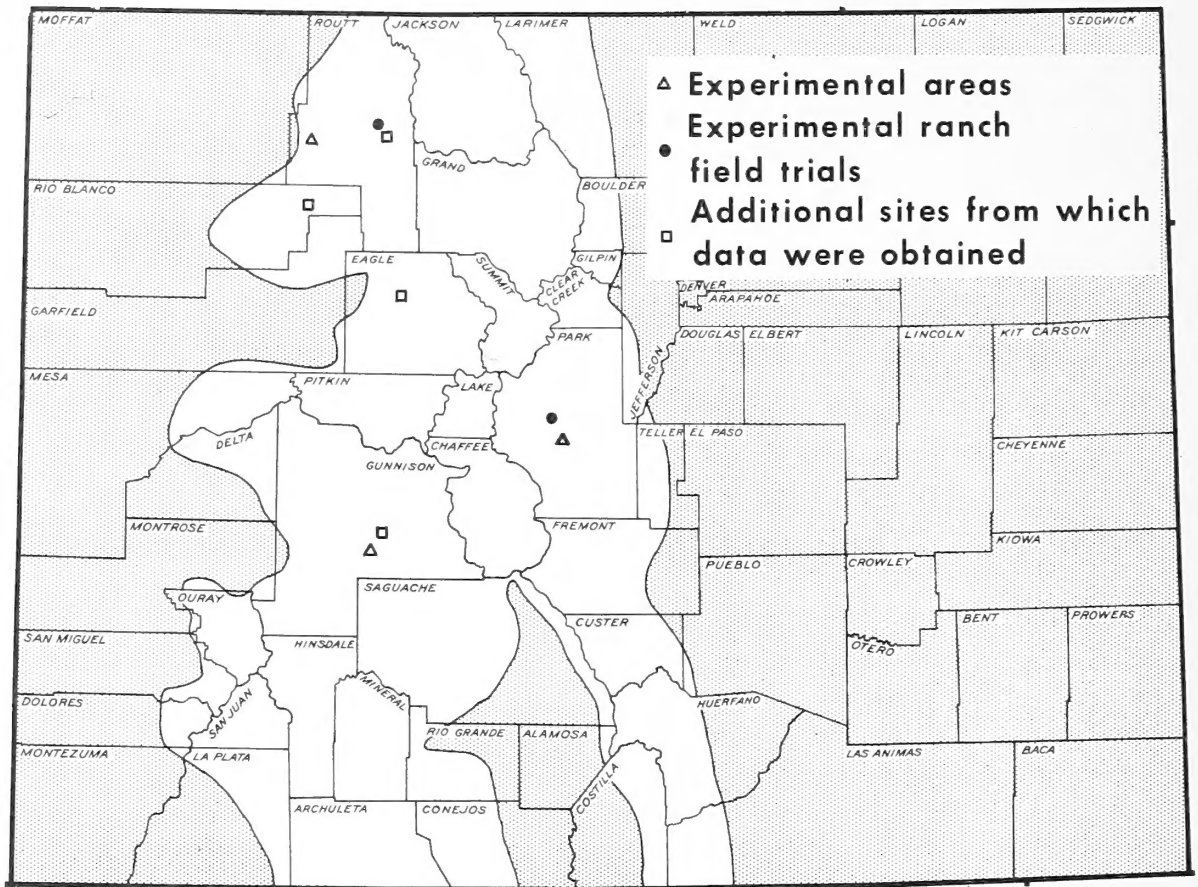 MOFFAT
ROUTT
JACKSON
LARIMER
WELD
LOGAN
SEDGWICK
△ Experimental areas
● Experimental ranch
field trials
□ Additional sites from which
data were obtained
GRAND
RIO BLANCO
BOULDER
EAGLE
SUMMIT
GILPIN
CLEAR
CREEK
DENVER
ARAPAHOE
GARFIELD
PARK
DOUGLAS
ELBERT
LINCOLN
KIT CARSON
JEFFERSON
MESA
PITKIN
LAKE
DELTA
CHAFFEE
TELLER
EL PASO
CHEYENNE
GUNNISON
MONTROSE
FREMONT
KIOWA
PUEBLO
CROWLEY
OURAY
SAGUACHE
CUSTER
BENT
PROWERS
SAN MIGUEL
HINSDALE
OTERO
MINERAL
DOLORES
SAN JUAN
HUERFANO
RIO GRANDE
ALAMOSA
MONTEZUMA
LA PLATA
LAS ANIMAS
BACA
COSTILLA
ARCHULETA
CONEJOS